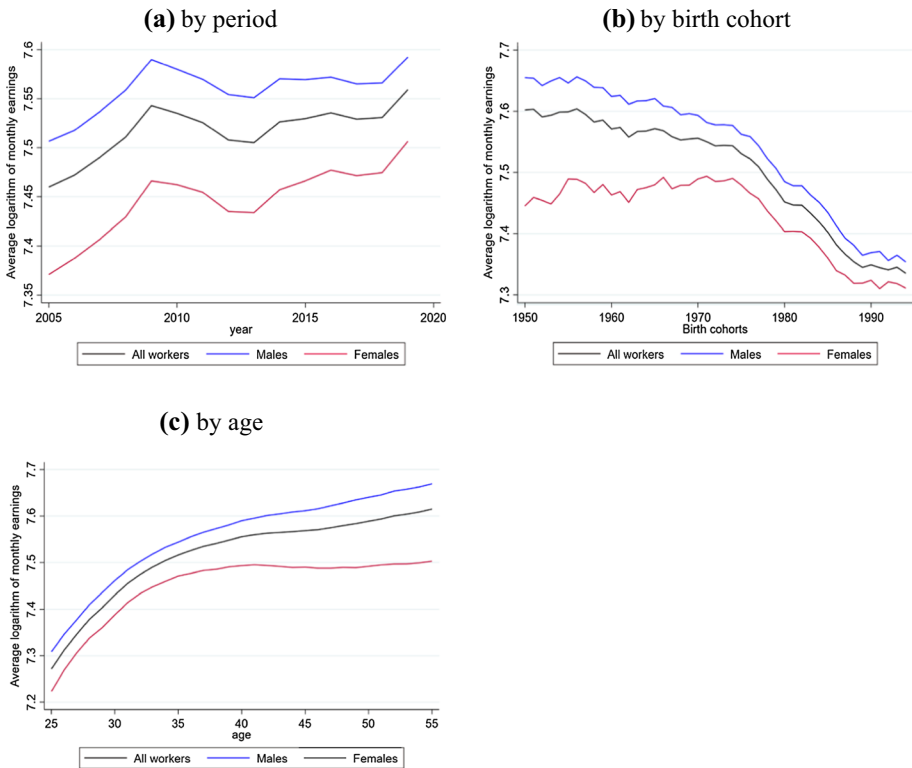 (a) by period
Average logarithm of monthly earnings
7.6
7.55
7.5
7.45
7.4
7.35
2005 2010 2015 2020
year
All workers Males Females
(b) by birth cohort
Average logarithm of monthly earnings
7.7
7.6
7.5
7.4
7.3
1950 1960 1970 1980 1990
Birth cohorts
All workers Males Females
(c) by age
Average logarithm of monthly earnings
7.7
7.6
7.5
7.4
7.3
7.2
25 30 35 40 45 50 55
age
All workers Males Females